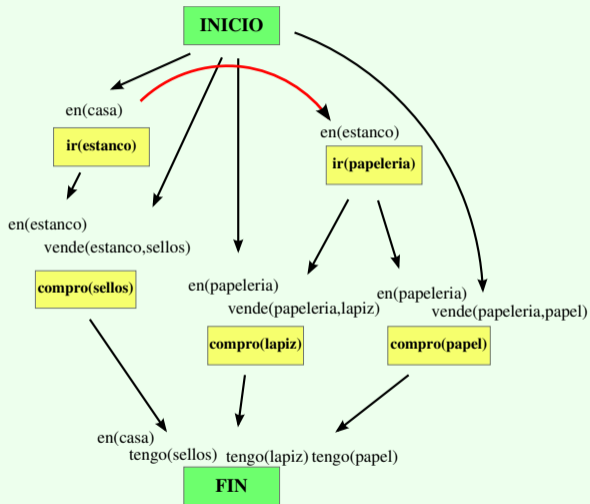 INICIO
en(casa)
ir(estanco)
en(estanco)
ir(papeleria)
en(estanco)
vende(estanco,sellos)
compro(sellos)
en(papeleria)
vende(papeleria,lapiz)
compro(lapiz)
en(papeleria)
vende(papeleria,papel)
compro(papel)
en(casa)
tengo(sellos) tengo(lapiz) tengo(papel)
FIN